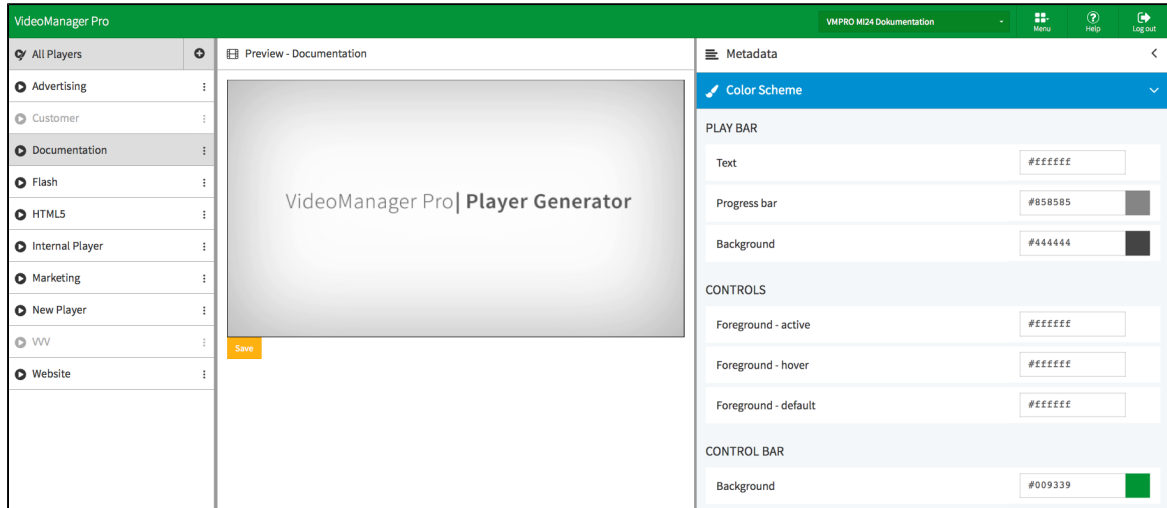 VideoManager Pro
VMPRO MI24 Dokumentation
Menu
Help
Log out
All Players
Advertising
Customer
Documentation
Flash
HTML5
Internal Player
Marketing
New Player
VVV
Website
Preview - Documentation
VideoManager Pro| Player Generator
Save
Metadata
Color Scheme
PLAY BAR
Text #ffffff
Progress bar #858585
Background #444444
CONTROLS
Foreground - active #ffffff
Foreground - hover #ffffff
Foreground - default #ffffff
CONTROL BAR
Background #009339